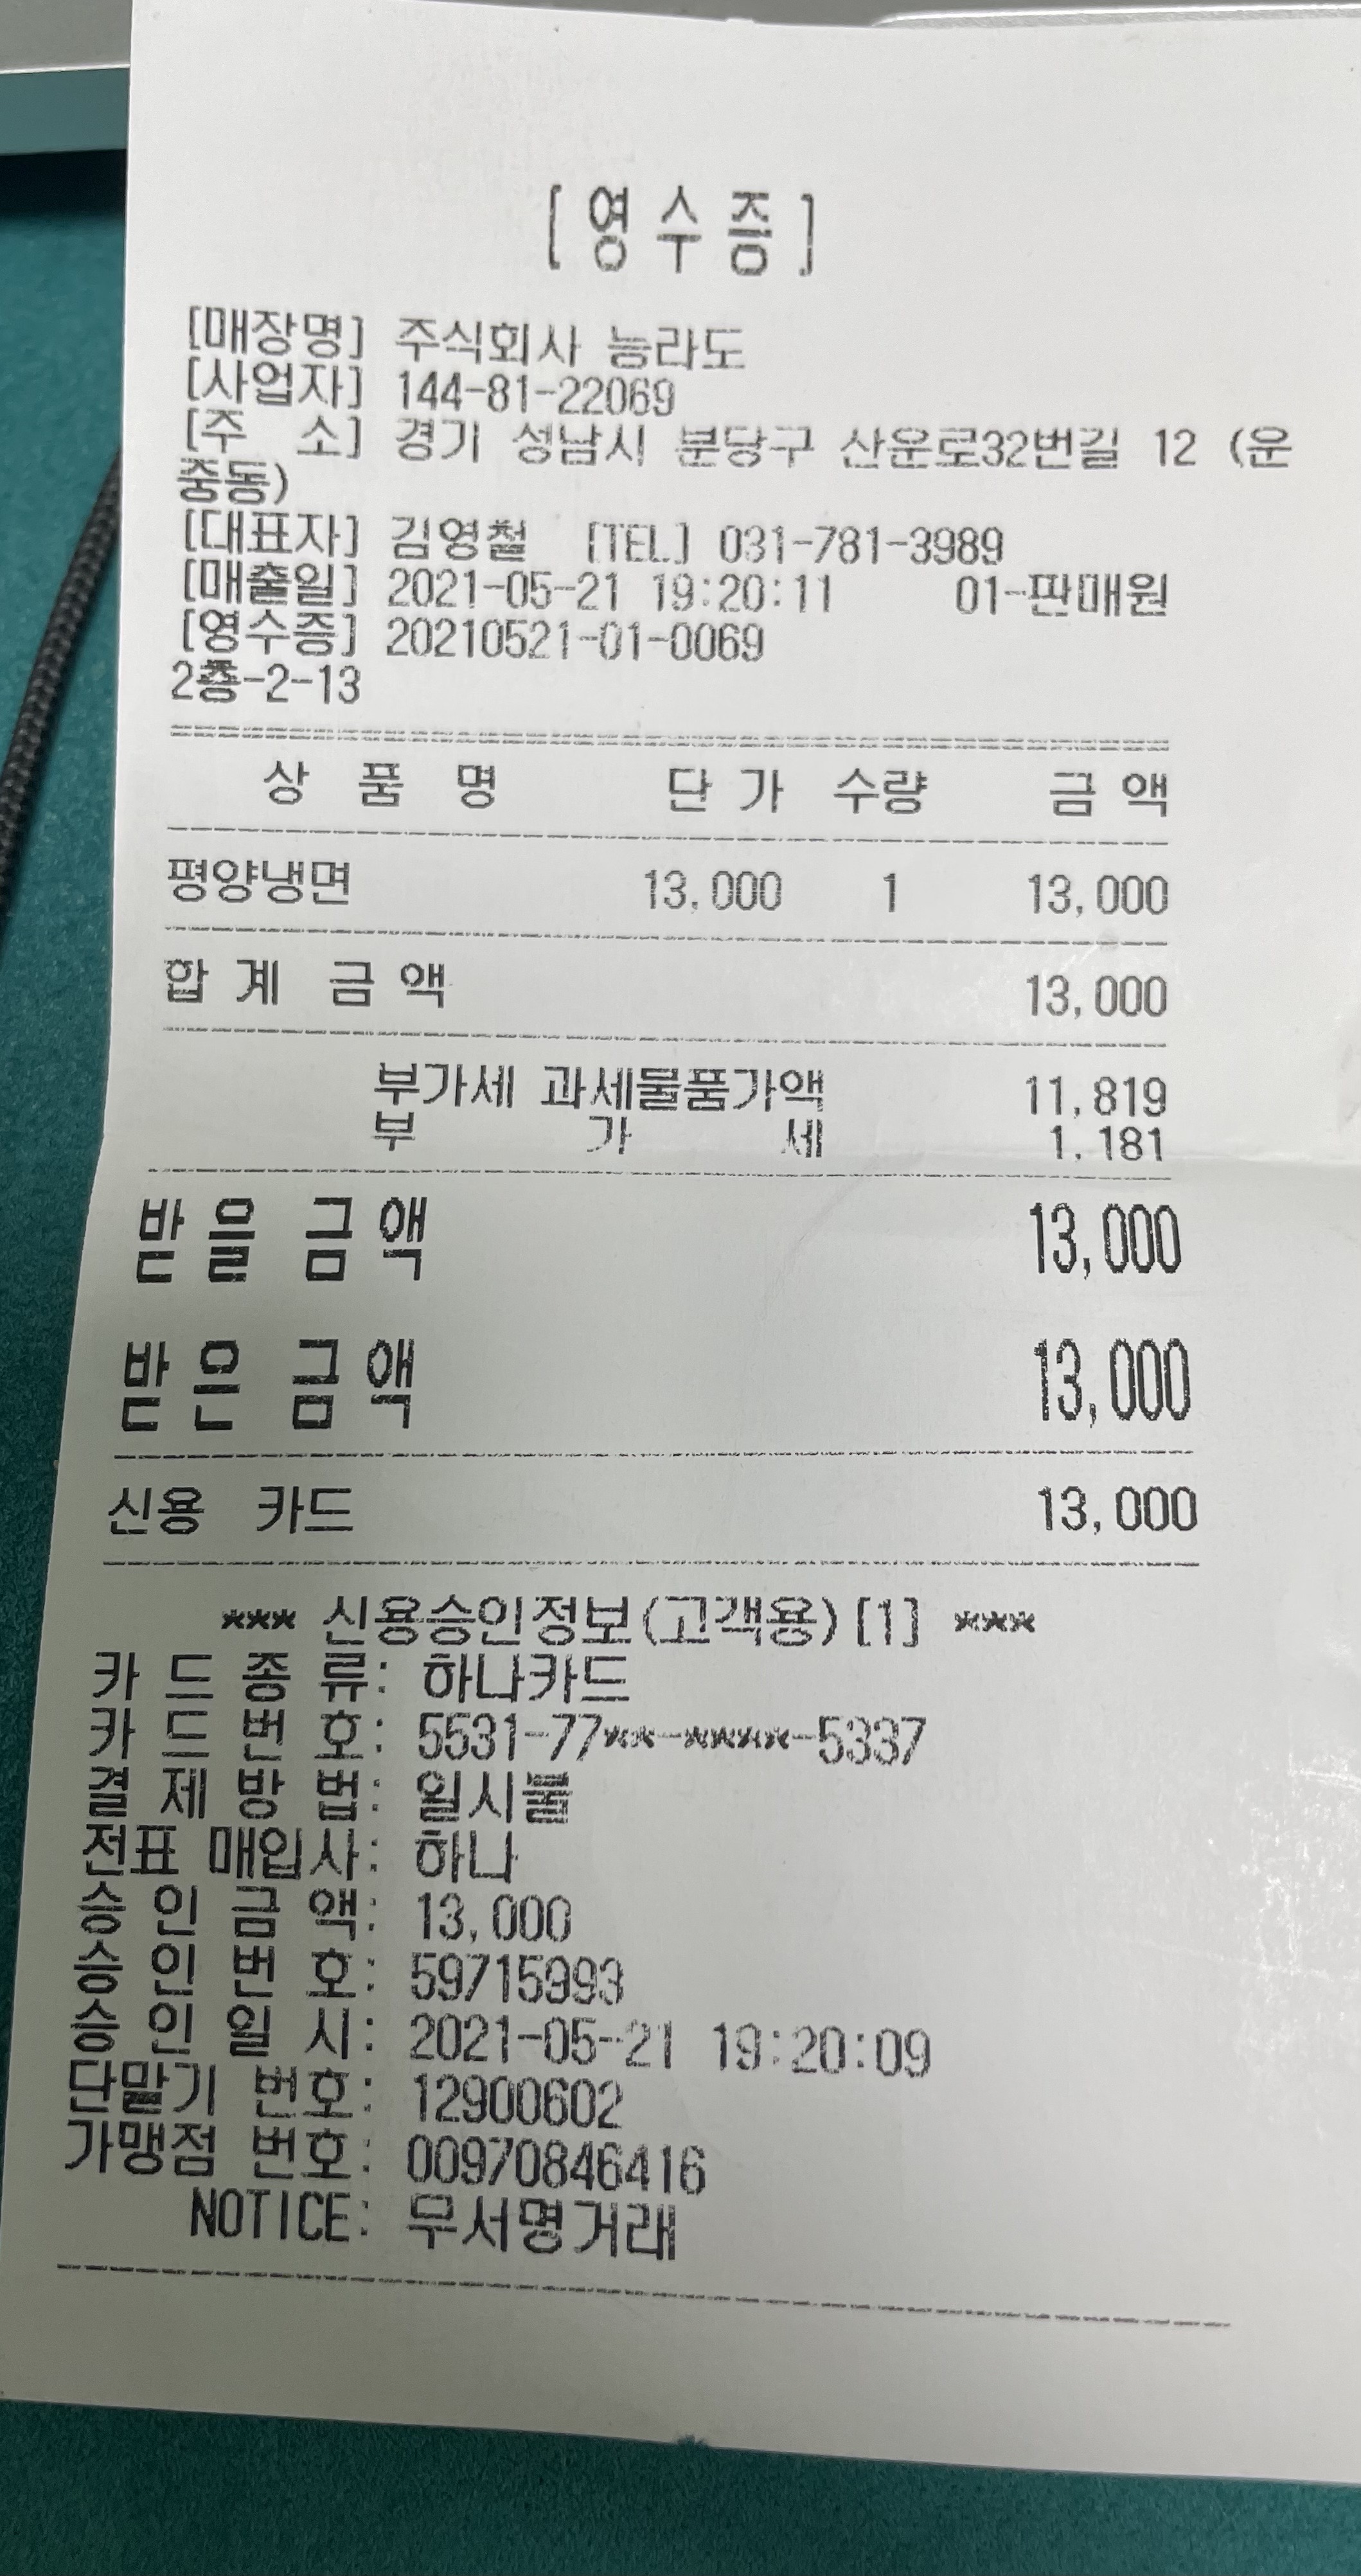 [영수증]
[매장명] 주식회사 능라도
[사업자] 144-81-22069
[주 소] 경기 성남시 분당구 산운로32번길 12 (운
중동)
[대표자] 김영철 [TEL] 031-781-3989
[매출일] 2021-05-21 19:20:11 01-판매원
[영수증] 20210521-01-0069
2층-2-13
상 품 명 단 가 수량 금 액
평양냉면 13,000 1 13,000
합 계 금 액 13,000
부가세 과세물품가액 11,819
부 가 세 1,181
받 을 금 액 13,000
받 은 금 액 13,000
신용 카드 13,000
*** 신용승인정보(고객용)[1] ***
카 드 종 류: 하나카드
카 드 번 호: 5531-77**-****-5337
결 제 방 법: 일시불
전표 매입사: 하나
승 인 금 액: 13,000
승 인 번 호: 59715993
승 인 일 시: 2021-05-21 19:20:09
단말기 번호: 12900602
가맹점 번호: 00970846416
NOTICE: 무서명거래